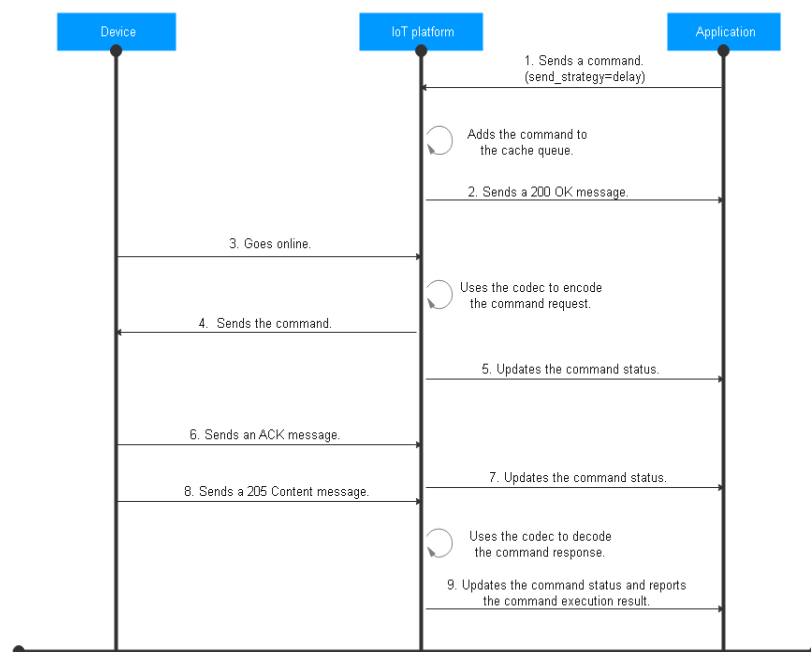 Device
IoT platform
Application
1. Sends a command.
(send_strategy=delay)
Adds the command to
the cache queue.
2. Sends a 200 OK message.
3. Goes online.
Uses the codec to encode
the command request.
4. Sends the command.
5. Updates the command status.
6. Sends an ACK message.
7. Updates the command status.
8. Sends a 205 Content message.
Uses the codec to decode
the command response.
9. Updates the command status and reports
the command execution result.